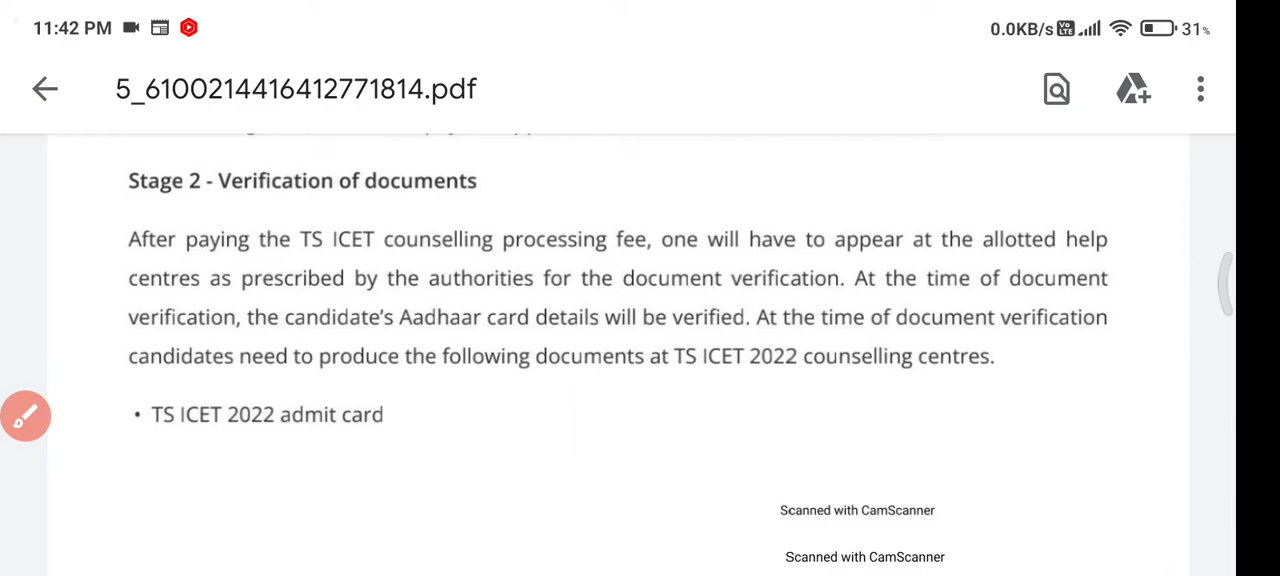 11:42 PM 0.0KB/s Vo LTE 31%
5_6100214416412771814.pdf
Stage 2 - Verification of documents
After paying the TS ICET counselling processing fee, one will have to appear at the allotted help
centres as prescribed by the authorities for the document verification. At the time of document
verification, the candidate's Aadhaar card details will be verified. At the time of document verification
candidates need to produce the following documents at TS ICET 2022 counselling centres.
• TS ICET 2022 admit card
Scanned with CamScanner
Scanned with CamScanner